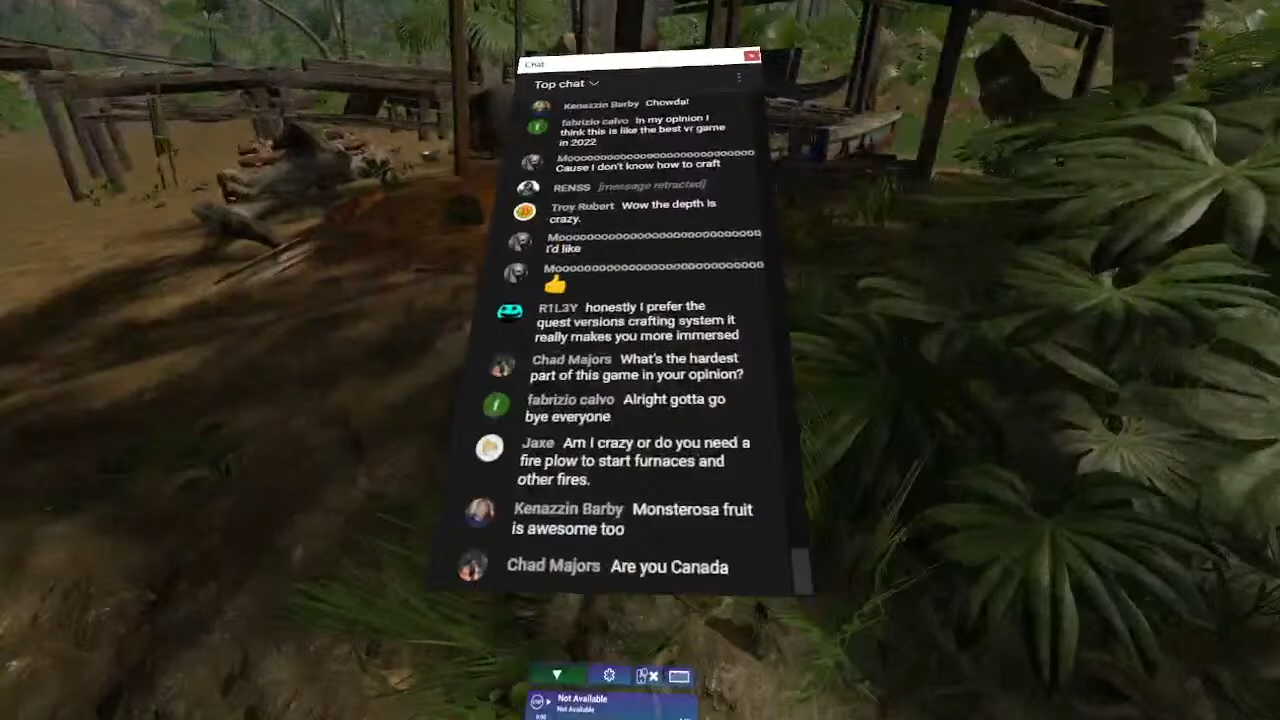 Chat
Top chat
Kenazzin Barby Chowda!
fabrizio calvo In my opinion I
think this is like the best vr game
in 2022
Cause I don't know how to craft
RENSS [message retracted]
Troy Rubert Wow the depth is
crazy.
I'd like
👍
R1L3Y honestly I prefer the
quest versions crafting system it
really makes you more immersed
Chad Majors What's the hardest
part of this game in your opinion?
fabrizio calvo Alright gotta go
bye everyone
Jaxe Am I crazy or do you need a
fire plow to start furnaces and
other fires.
Kenazzin Barby Monsterosa fruit
is awesome too
Chad Majors Are you Canada
Not Available
Not Available
0:00